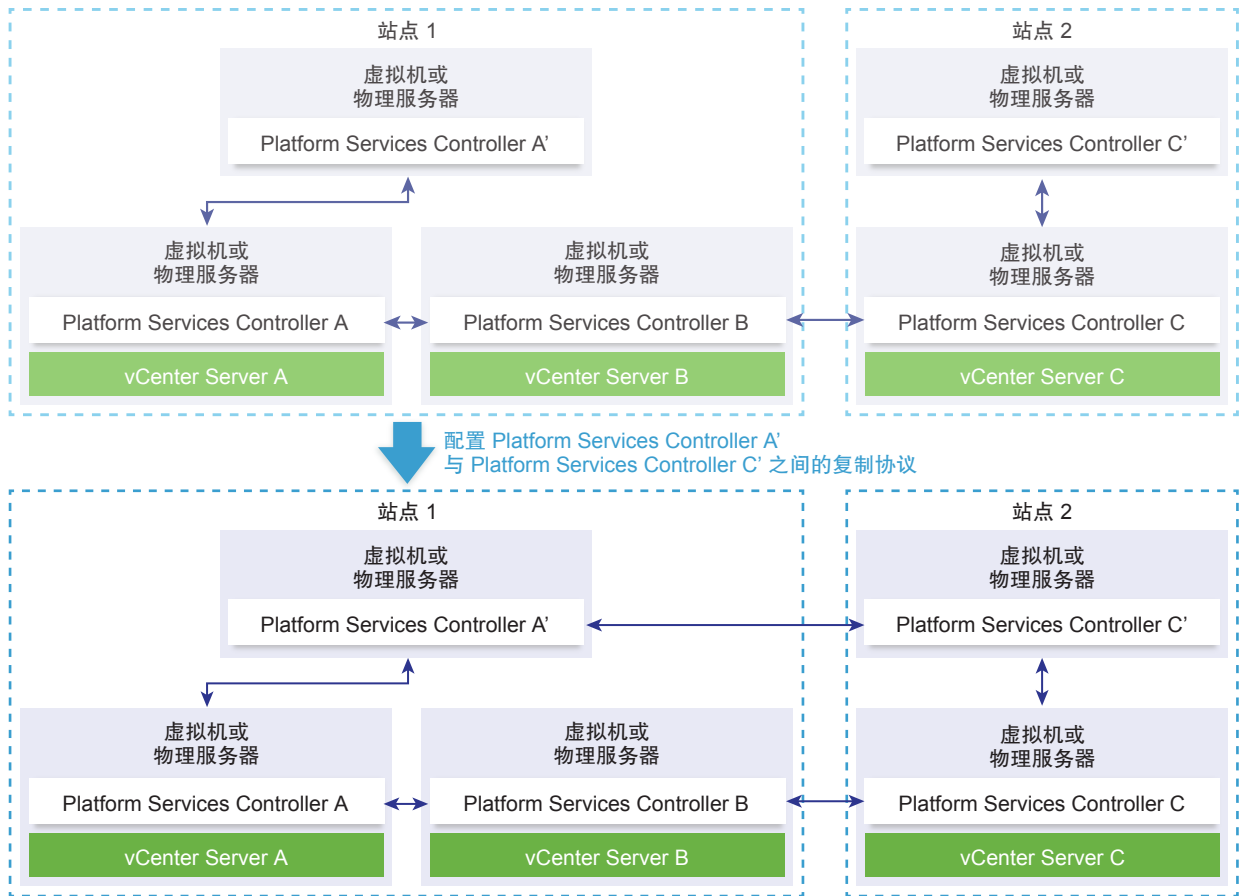 站点 1
虚拟机或
物理服务器
Platform Services Controller A’
虚拟机或
物理服务器
Platform Services Controller A
vCenter Server A
虚拟机或
物理服务器
Platform Services Controller B
vCenter Server B
站点 2
虚拟机或
物理服务器
Platform Services Controller C’
虚拟机或
物理服务器
Platform Services Controller C
vCenter Server C
配置 Platform Services Controller A’
与 Platform Services Controller C’ 之间的复制协议
站点 1
虚拟机或
物理服务器
Platform Services Controller A’
虚拟机或
物理服务器
Platform Services Controller A
vCenter Server A
虚拟机或
物理服务器
Platform Services Controller B
vCenter Server B
站点 2
虚拟机或
物理服务器
Platform Services Controller C’
虚拟机或
物理服务器
Platform Services Controller C
vCenter Server C